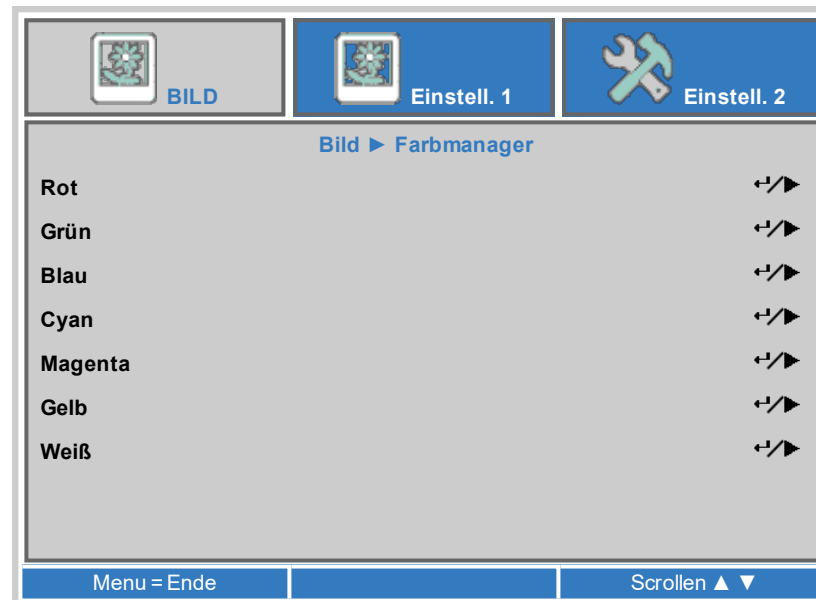 BILD Einstell. 1 Einstell. 2
Bild ► Farbmanager
Rot ↵/►
Grün ↵/►
Blau ↵/►
Cyan ↵/►
Magenta ↵/►
Gelb ↵/►
Weiß ↵/►
Menu = Ende Scrollen ▲ ▼